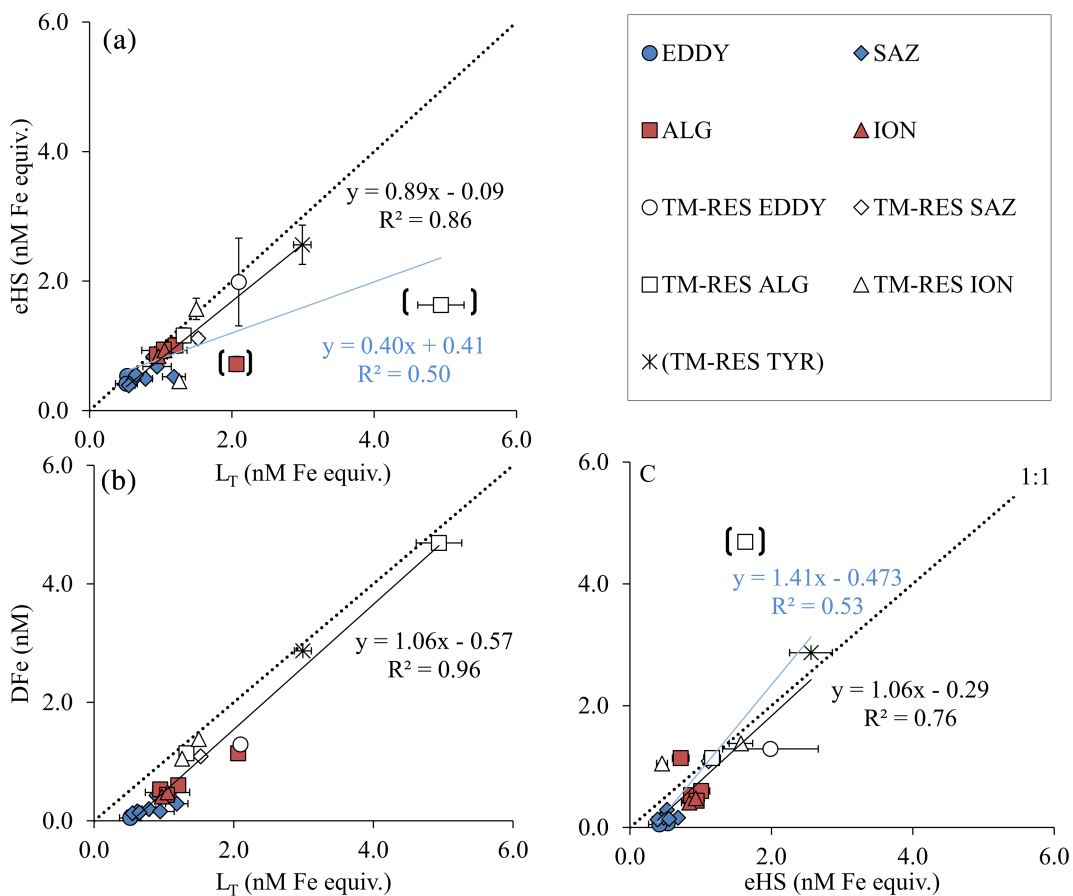 (a)
6.0
4.0
2.0
0.0
eHS (nM Fe equiv.)
y = 0.89x - 0.09
R² = 0.86
y = 0.40x + 0.41
R² = 0.50
0.0 2.0 4.0 6.0
L_T (nM Fe equiv.)
EDDY SAZ
ALG ION
TM-RES EDDY TM-RES SAZ
TM-RES ALG TM-RES ION
(TM-RES TYR)
(b)
6.0
4.0
2.0
0.0
DFe (nM)
y = 1.06x - 0.57
R² = 0.96
0.0 2.0 4.0 6.0
L_T (nM Fe equiv.)
C
1:1
6.0
4.0
2.0
0.0
y = 1.41x - 0.473
R² = 0.53
y = 1.06x - 0.29
R² = 0.76
0.0 2.0 4.0 6.0
eHS (nM Fe equiv.)